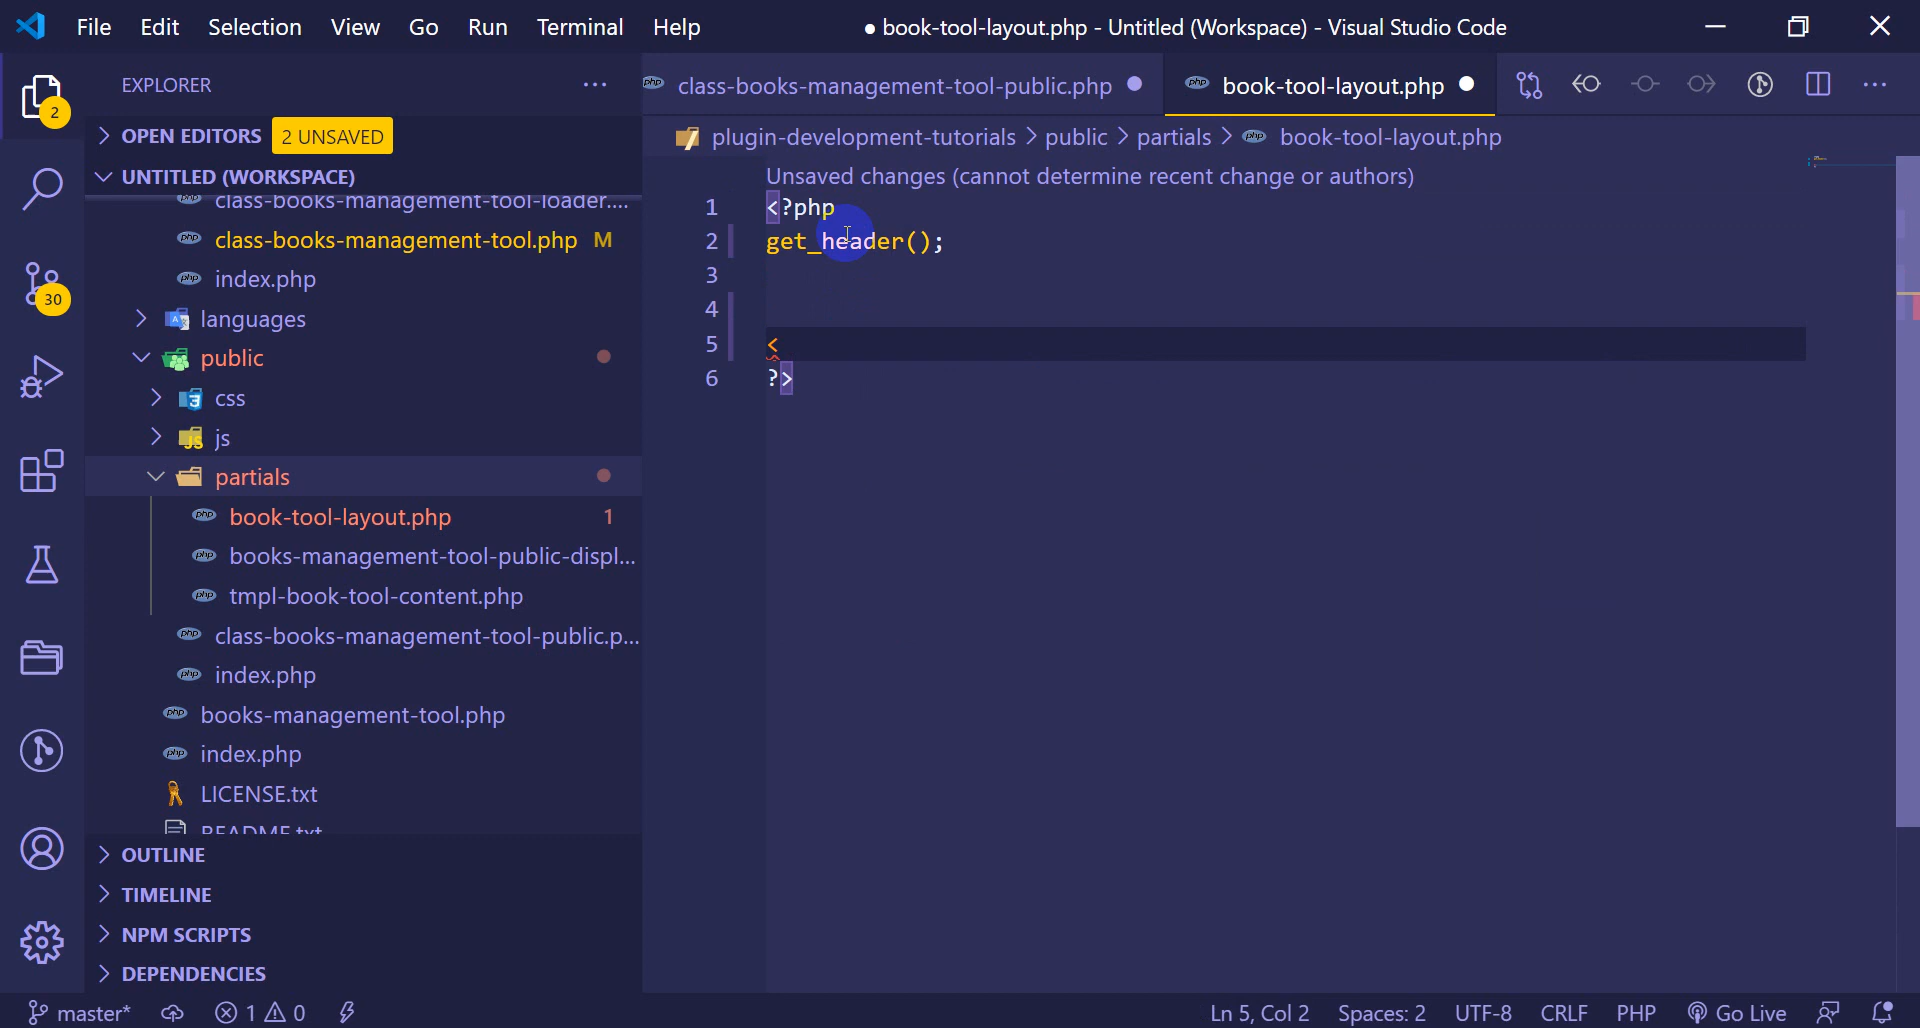 File Edit Selection View Go Run Terminal Help ● book-tool-layout.php - Untitled (Workspace) - Visual Studio Code
EXPLORER ...
class-books-management-tool-public.php
book-tool-layout.php
2
OPEN EDITORS 2 UNSAVED
UNTITLED (WORKSPACE)
class-books-management-tool-loader....
class-books-management-tool.php M
index.php
languages
public
css
js
partials
book-tool-layout.php 1
books-management-tool-public-displ...
tmpl-book-tool-content.php
class-books-management-tool-public.p...
index.php
books-management-tool.php
index.php
LICENSE.txt
README.txt
OUTLINE
TIMELINE
NPM SCRIPTS
DEPENDENCIES
30
plugin-development-tutorials > public > partials > book-tool-layout.php
Unsaved changes (cannot determine recent change or authors)
1 <?php
2 get_header();
3
4
5 <
6 ?>
master* 1 0 Ln 5, Col 2 Spaces: 2 UTF-8 CRLF PHP Go Live